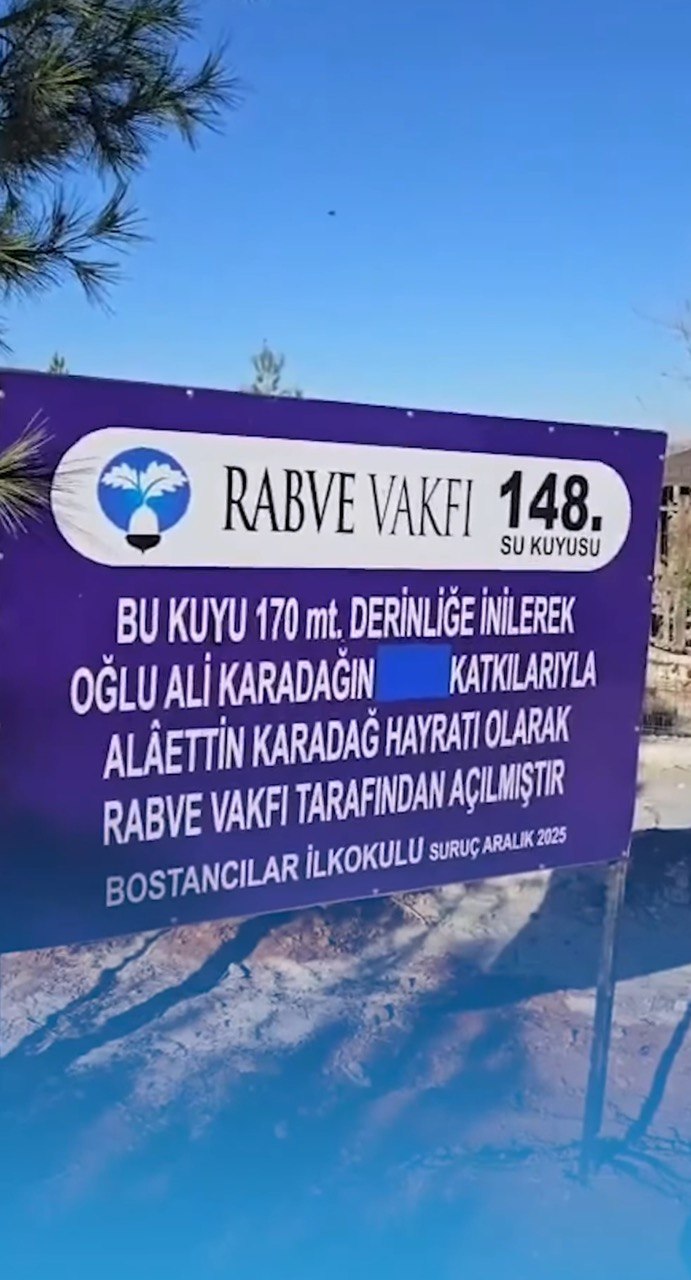 RABVE VAKFI 148.
SU KUYUSU
BU KUYU 170 mt. DERİNLİĞE İNİLEREK
OĞLU ALİ KARADAĞIN KATKILARIYLA
ALÂETTİN KARADAĞ HAYRATI OLARAK
RABVE VAKFI TARAFINDAN AÇILMIŞTIR
BOSTANCILAR İLKOKULU SURUÇ ARALIK 2025